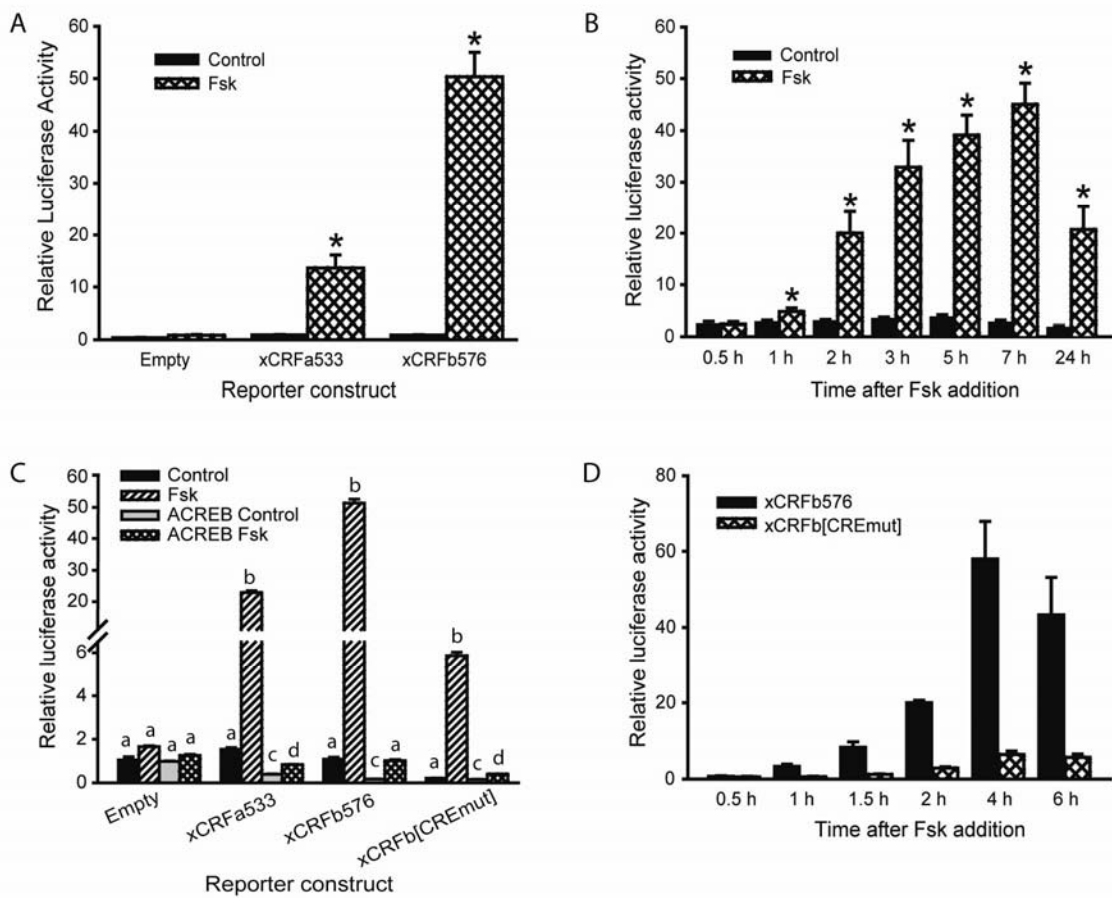 A
Relative Luciferase Activity
60
50
40
30
20
10
0
Control
Fsk
*
*
Empty
xCRFa533
xCRFb576
Reporter construct
B
Relative luciferase activity
60
50
40
30
20
10
0
Control
Fsk
*
*
*
*
*
*
0.5 h
1 h
2 h
3 h
5 h
7 h
24 h
Time after Fsk addition
C
Relative luciferase activity
60
50
40
30
20
6
4
2
0
Control
Fsk
ACREB Control
ACREB Fsk
a a a a
a b c d
a b c a
a b c d
Empty
xCRFa533
xCRFb576
xCRFb[CREmut]
Reporter construct
D
Relative luciferase activity
80
60
40
20
0
xCRFb576
xCRFb[CREmut]
0.5 h
1 h
1.5 h
2 h
4 h
6 h
Time after Fsk addition